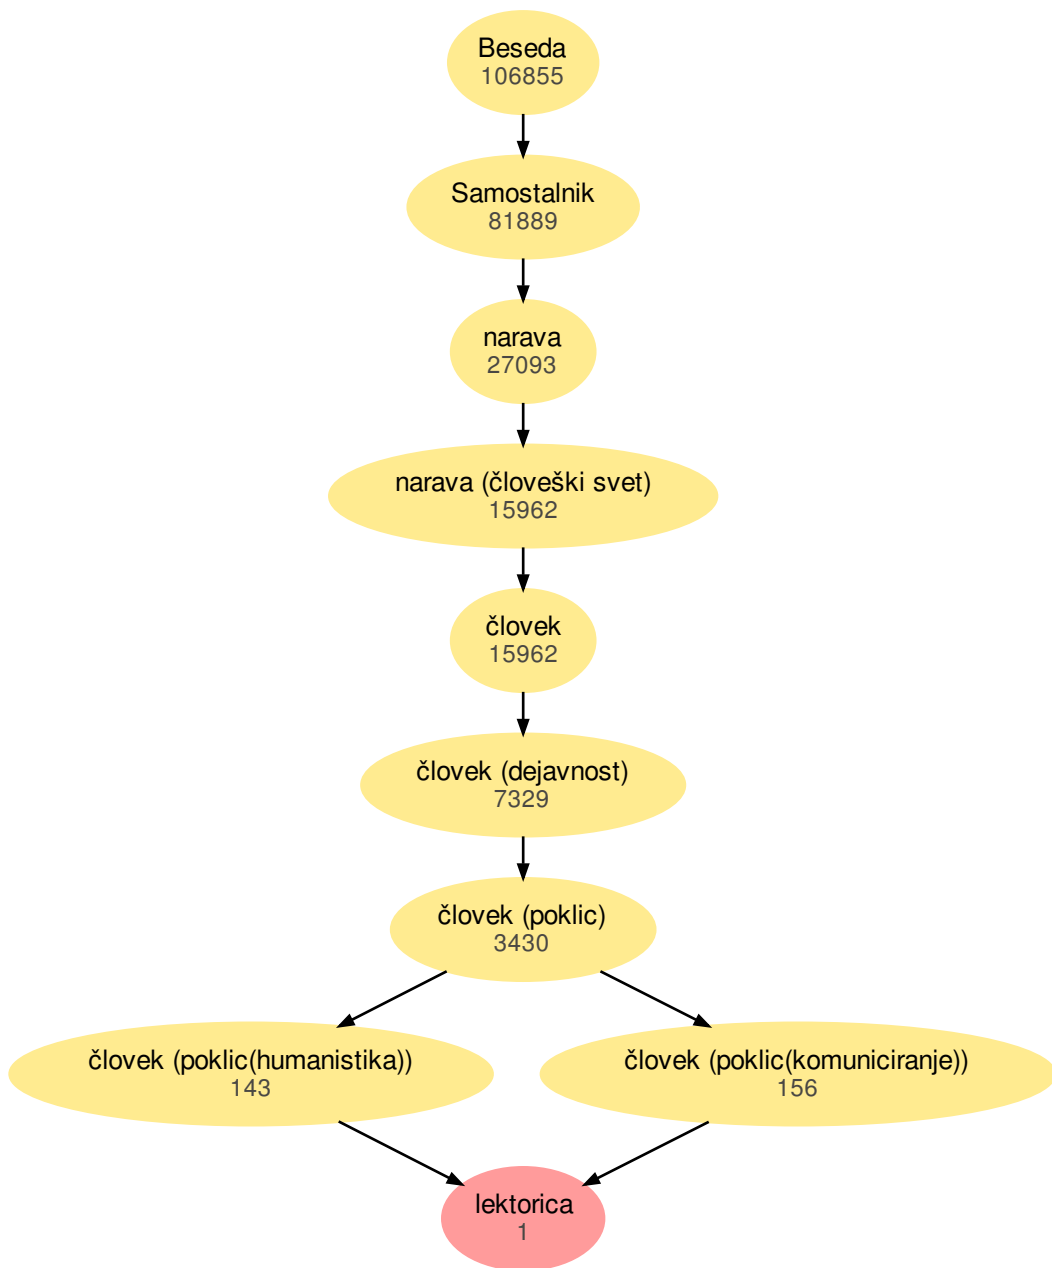 Beseda
106855
Samostalnik
81889
narava
27093
narava (človeški svet)
15962
človek
15962
človek (dejavnost)
7329
človek (poklic)
3430
človek (poklic(humanistika))
143
človek (poklic(komuniciranje))
156
lektorica
1